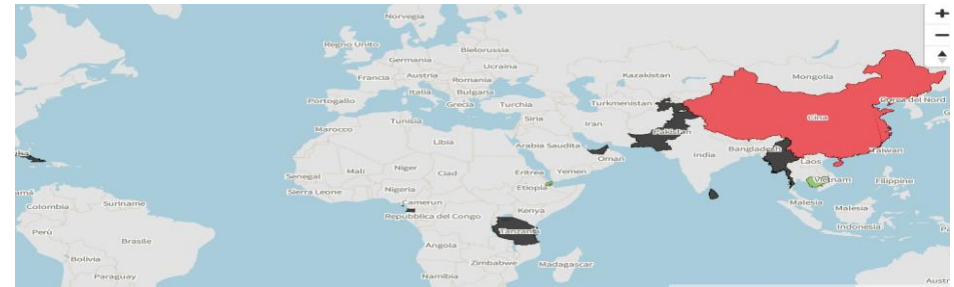 Norvegia
Regno Unito
Bielorussia
Germania
Ucraina
Francia
Austria
Romania
Kazakistan
Mongolia
Italia
Bulgaria
Portogallo
Grecia
Turchia
Turkmenistan
Corea del Nord
Tunisia
Siria
Iran
Cina
Marocco
Pakistan
Libia
Arabia Saudita
Bangladesh
Taiwan
India
Oman
Laos
Mali
Niger
Ciad
Eritrea
Yemen
Senegal
Vietnam
Filippine
Sierra Leone
Nigeria
Etiopia
Camerun
Malesia
Malesia
Colombia
Suriname
Kenya
Repubblica del Congo
Indonesia
Perù
Brasile
Tanzania
Angola
Bolivia
Zimbabwe
Madagascar
Paraguay
Namibia
Austr